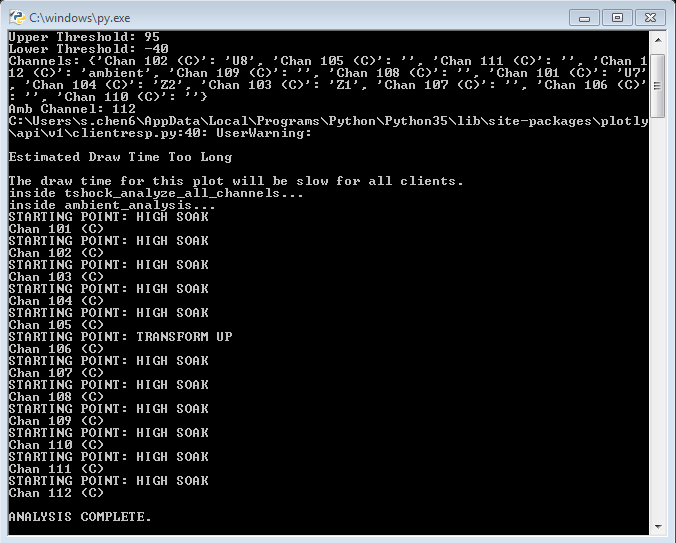 C:\windows\py.exe
Upper Threshold: 95
Lower Threshold: -40
Channels: {'Chan 102 (C)': 'U8', 'Chan 105 (C)': '', 'Chan 111 (C)': '', 'Chan 1
12 (C)': 'ambient', 'Chan 109 (C)': '', 'Chan 108 (C)': '', 'Chan 101 (C)': 'U7'
, 'Chan 104 (C)': 'Z2', 'Chan 103 (C)': 'Z1', 'Chan 107 (C)': '', 'Chan 106 (C)'
: '', 'Chan 110 (C)': ''}
Amb Channel: 112
C:\Users\s.chen6\AppData\Local\Programs\Python\Python35\lib\site-packages\plotly
\api\v1\clientresp.py:40: UserWarning:
Estimated Draw Time Too Long
The draw time for this plot will be slow for all clients.
inside tshock_analyze_all_channels...
inside ambient_analysis...
STARTING POINT: HIGH SOAK
Chan 101 (C)
STARTING POINT: HIGH SOAK
Chan 102 (C)
STARTING POINT: HIGH SOAK
Chan 103 (C)
STARTING POINT: HIGH SOAK
Chan 104 (C)
STARTING POINT: HIGH SOAK
Chan 105 (C)
STARTING POINT: TRANSFORM UP
Chan 106 (C)
STARTING POINT: HIGH SOAK
Chan 107 (C)
STARTING POINT: HIGH SOAK
Chan 108 (C)
STARTING POINT: HIGH SOAK
Chan 109 (C)
STARTING POINT: HIGH SOAK
Chan 110 (C)
STARTING POINT: HIGH SOAK
Chan 111 (C)
STARTING POINT: HIGH SOAK
Chan 112 (C)
ANALYSIS COMPLETE.